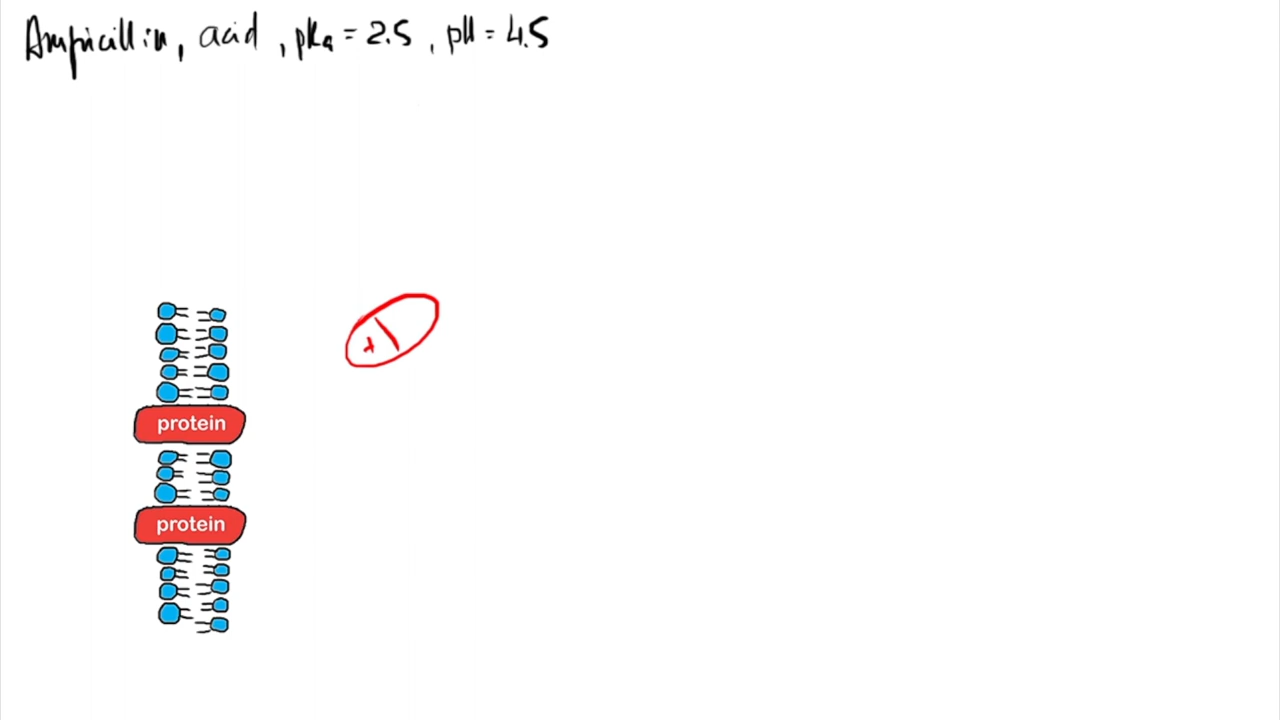 Ampicillin, acid, pKa = 2.5, pH = 4.5
+
protein
protein